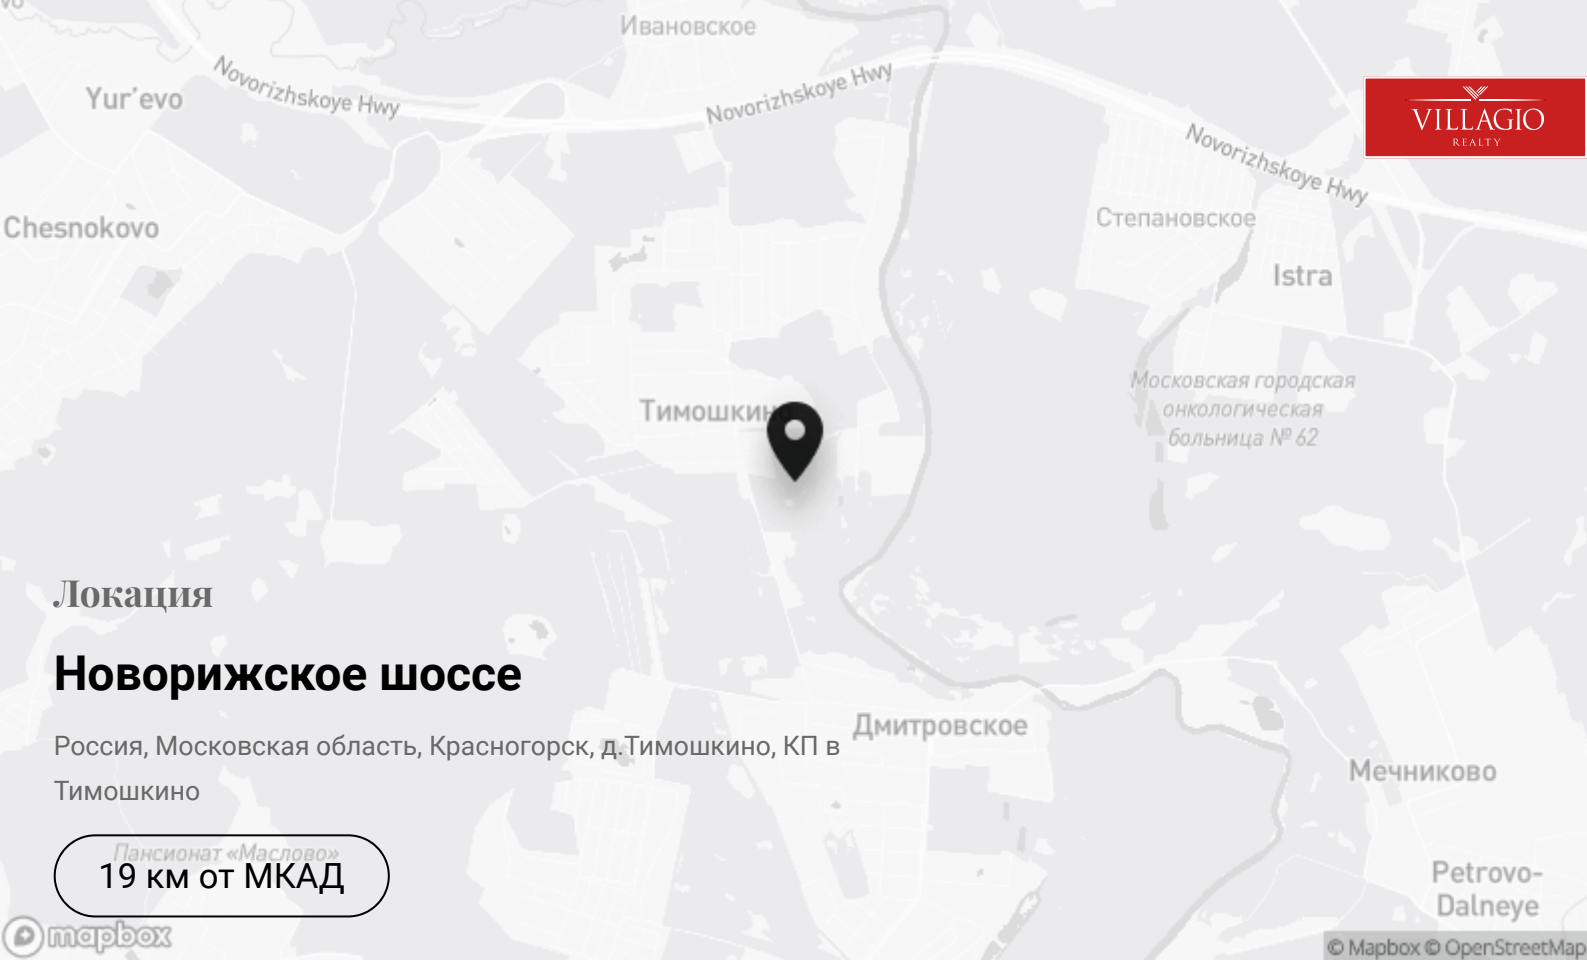 Ивановское
Novorizhskoye Hwy
Novorizhskoye Hwy
Yur’evo
VILLAGIO
REALTY
Novorizhskoye Hwy
Chesnokovo
Степановское
Istra
Московская городская
онкологическая
больница № 62
Тимошкино
Локация
Новорижское шоссе
Дмитровское
Россия, Московская область, Красногорск, д.Тимошкино, КП в
Тимошкино
Мечниково
Пансионат «Маслово»
19 км от МКАД
Petrovo-
Dalneye
mapbox
© Mapbox © OpenStreetMap